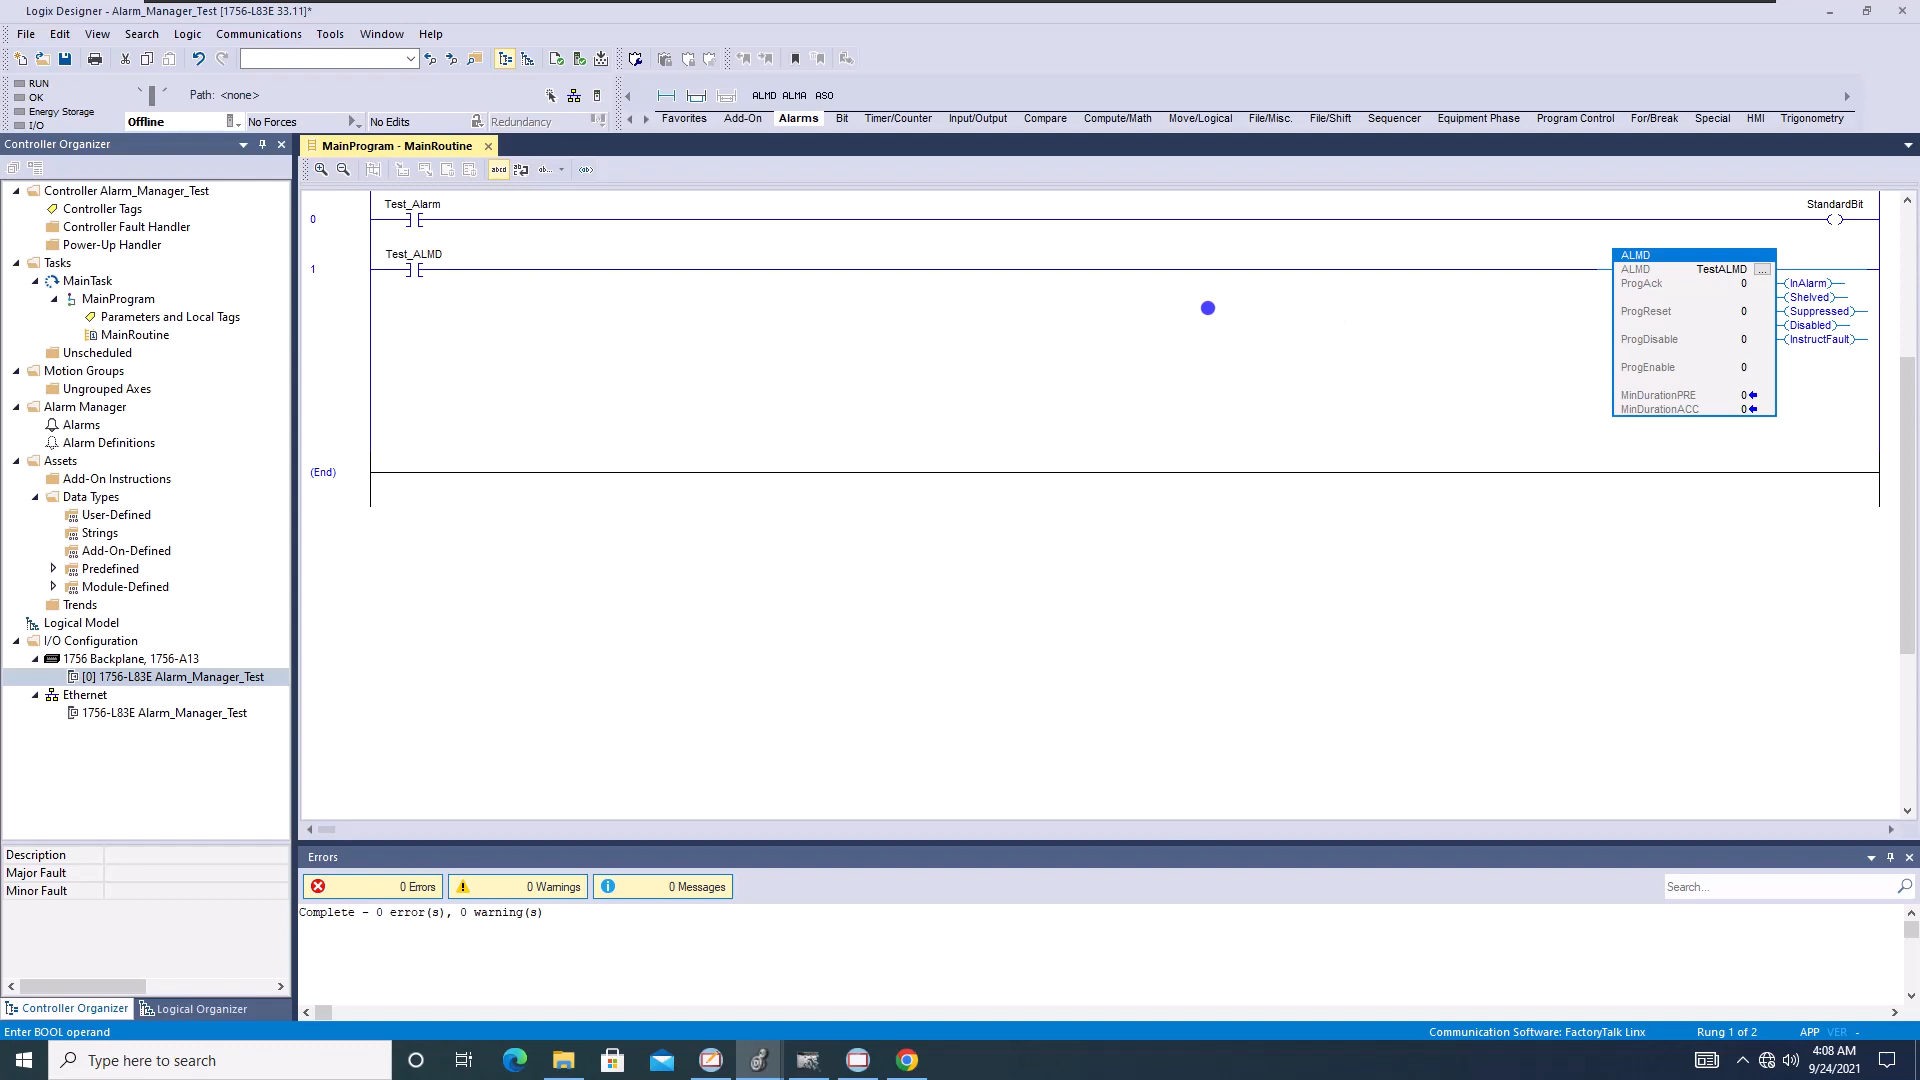 Logix Designer - Alarm_Manager_Test [1756-L83E 33.11]*
File Edit View Search Logic Communications Tools Window Help
RUN
OK
Energy Storage
I/O
Path: <none>
Offline
No Forces
No Edits
Redundancy
ALMD ALMA ASO
Favorites Add-On Alarms Bit Timer/Counter Input/Output Compare Compute/Math Move/Logical File/Misc. File/Shift Sequencer Equipment Phase Program Control For/Break Special HMI Trigonometry
Controller Organizer
MainProgram - MainRoutine
Controller Alarm_Manager_Test
Controller Tags
Controller Fault Handler
Power-Up Handler
Tasks
MainTask
MainProgram
Parameters and Local Tags
MainRoutine
Unscheduled
Motion Groups
Ungrouped Axes
Alarm Manager
Alarms
Alarm Definitions
Assets
Add-On Instructions
Data Types
User-Defined
Strings
Add-On-Defined
Predefined
Module-Defined
Trends
Logical Model
I/O Configuration
1756 Backplane, 1756-A13
[0] 1756-L83E Alarm_Manager_Test
Ethernet
1756-L83E Alarm_Manager_Test
Description
Major Fault
Minor Fault
Controller Organizer
Logical Organizer
abcd
ab...
<ab>
Test_Alarm
StandardBit
0
Test_ALMD
1
ALMD
ALMD TestALMD ...
ProgAck 0
ProgReset 0
ProgDisable 0
ProgEnable 0
MinDurationPRE 0
MinDurationACC 0
InAlarm
Shelved
Suppressed
Disabled
InstructFault
(End)
Errors
0 Errors
0 Warnings
0 Messages
Search...
Complete - 0 error(s), 0 warning(s)
Enter BOOL operand
Communication Software: FactoryTalk Linx
Rung 1 of 2
APP VER -
Type here to search
4:08 AM
9/24/2021